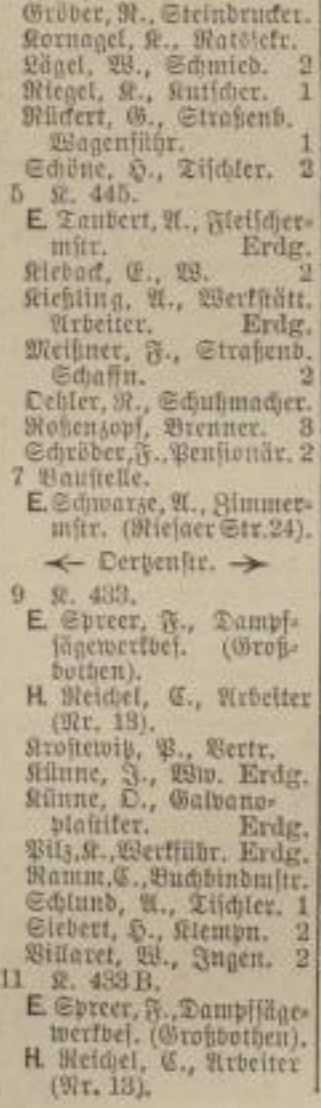 Gröber, R., Steindrucker.
Kornagel, K., Ratssekr.
Lägel, W., Schmied. 2
Riegel, K., Kutscher. 1
Rückert, G., Straßenb.
Wagenführ. 1
Schöne, H., Tischler. 2
5 K. 445.
E. Taubert, A., Fleischer-
mstr. Erdg.
Kieback, E., W. 2
Kießling, A., Werkstätt.
Arbeiter. Erdg.
Meißner, F., Straßenb.
Schaffn. 2
Oehler, R., Schuhmacher.
Roßenzopf, Brenner. 3
Schröder, F., Pensionär. 2
7 Baustelle.
E. Schwarze, A., Zimmer-
mstr. (Riesaer Str. 24).
← Oertzenstr. →
9 K. 433.
E. Spreer, F., Dampf-
sägewerkbes. (Groß-
bothen).
H. Reichel, C., Arbeiter
(Nr. 13).
Krostewitz, P., Vertr.
Künne, J., Ww. Erdg.
Künne, O., Galvano-
plastiker. Erdg.
Pilz, K., Werkführ. Erdg.
Ramm, C., Buchbindmstr.
Schlund, A., Tischler. 1
Siebert, H., Klempn. 2
Villaret, W., Ingen. 2
11 K. 433 B.
E. Spreer, F., Dampfsäge-
werkbes. (Großbothen).
H. Reichel, C., Arbeiter
(Nr. 13).